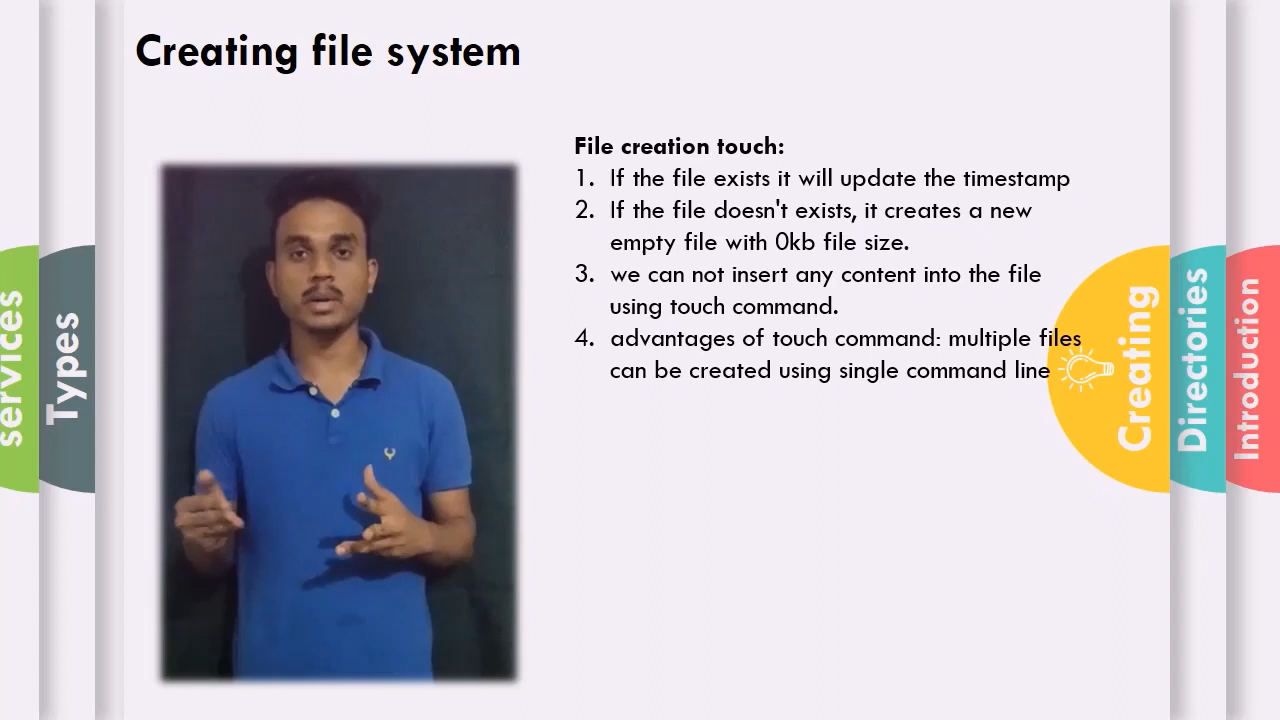 Creating file system
File creation touch:
1. If the file exists it will update the timestamp
2. If the file doesn't exists, it creates a new
empty file with 0kb file size.
3. we can not insert any content into the file
using touch command.
4. advantages of touch command: multiple files
can be created using single command line
services
Types
Creating
Directories
Introduction